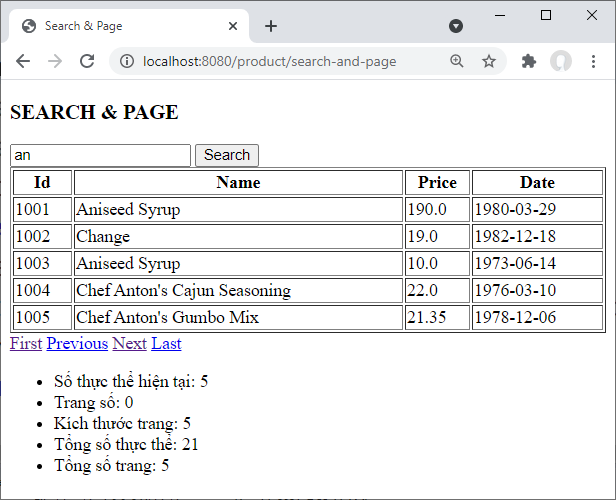 Search & Page
localhost:8080/product/search-and-page
SEARCH & PAGE
an Search
Id Name Price Date
1001 Aniseed Syrup 190.0 1980-03-29
1002 Change 19.0 1982-12-18
1003 Aniseed Syrup 10.0 1973-06-14
1004 Chef Anton's Cajun Seasoning 22.0 1976-03-10
1005 Chef Anton's Gumbo Mix 21.35 1978-12-06
First Previous Next Last
Số thực thể hiện tại: 5
Trang số: 0
Kích thước trang: 5
Tổng số thực thể: 21
Tổng số trang: 5